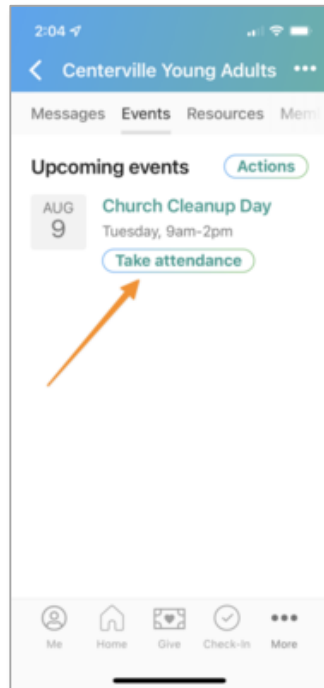 2:04
Centerville Young Adults
Messages Events Resources Mem
Upcoming events Actions
AUG
9
Church Cleanup Day
Tuesday, 9am-2pm
Take attendance
Me Home Give Check-In More